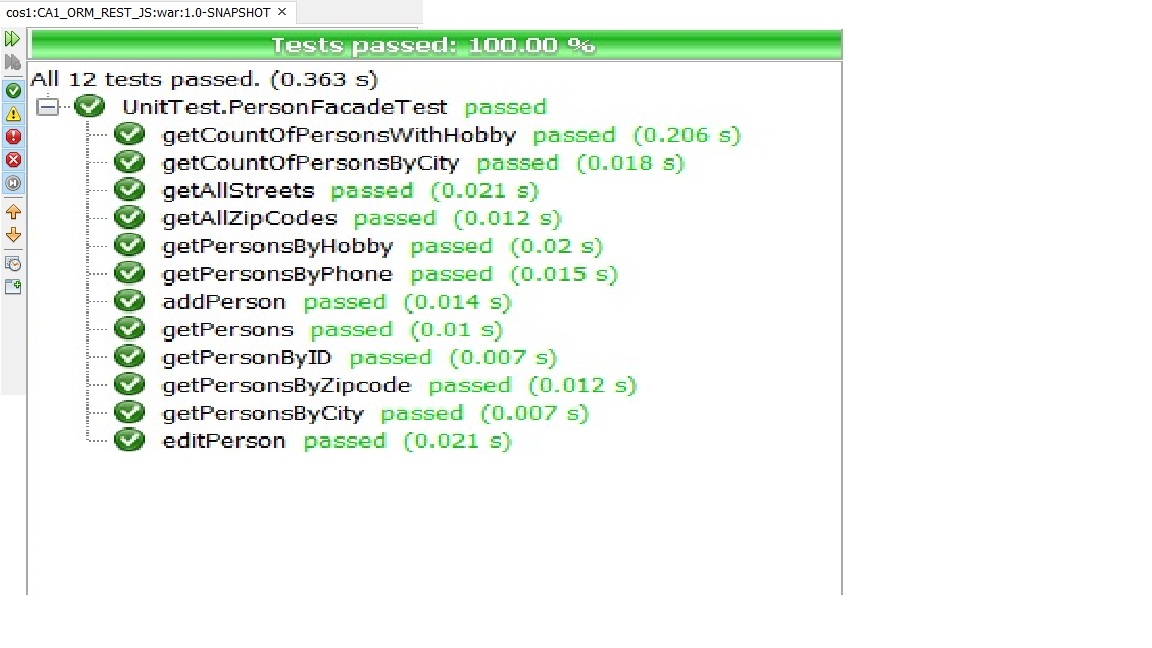 cos1:CA1_ORM_REST_JS:war:1.0-SNAPSHOT ×
Tests passed: 100.00 %
All 12 tests passed. (0.363 s)
UnitTest.PersonFacadeTest passed
getCountOfPersonsWithHobby passed (0.206 s)
getCountOfPersonsByCity passed (0.018 s)
getAllStreets passed (0.021 s)
getAllZipCodes passed (0.012 s)
getPersonsByHobby passed (0.02 s)
getPersonsByPhone passed (0.015 s)
addPerson passed (0.014 s)
getPersons passed (0.01 s)
getPersonByID passed (0.007 s)
getPersonsByZipcode passed (0.012 s)
getPersonsByCity passed (0.007 s)
editPerson passed (0.021 s)